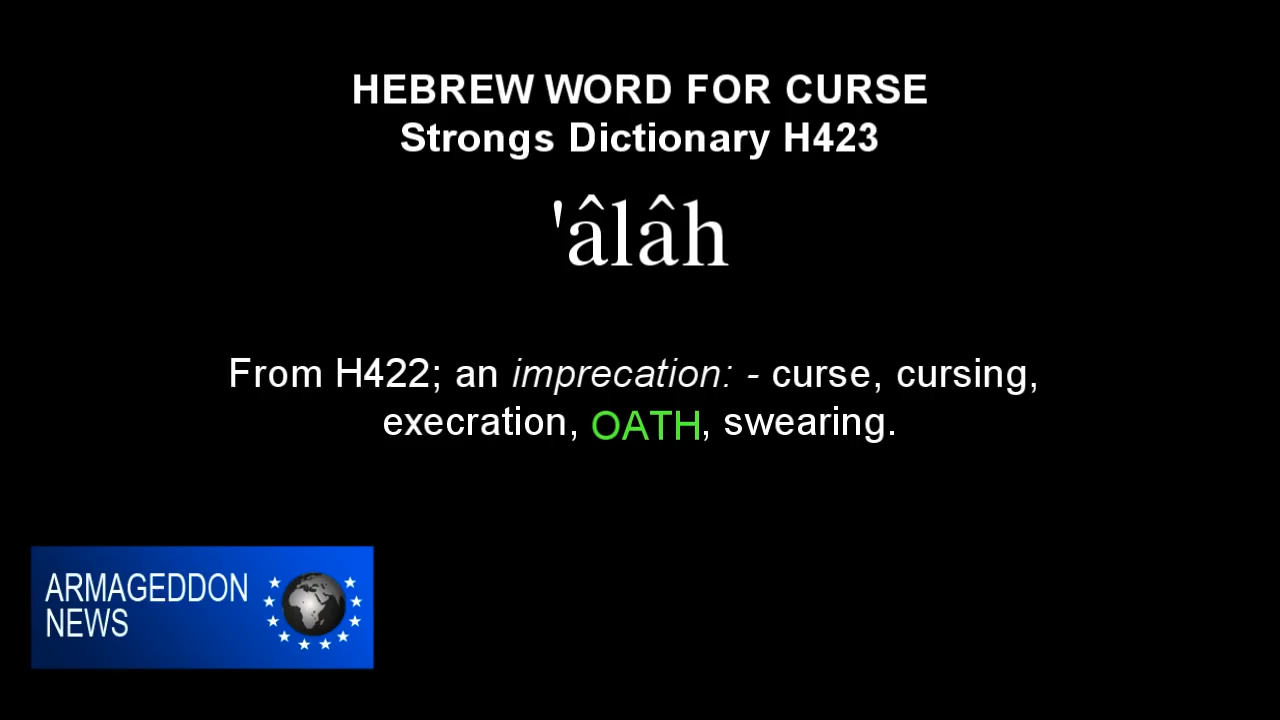 HEBREW WORD FOR CURSE
Strongs Dictionary H423
'âlâh
From H422; an imprecation: - curse, cursing,
execration, OATH, swearing.
ARMAGEDDON
NEWS